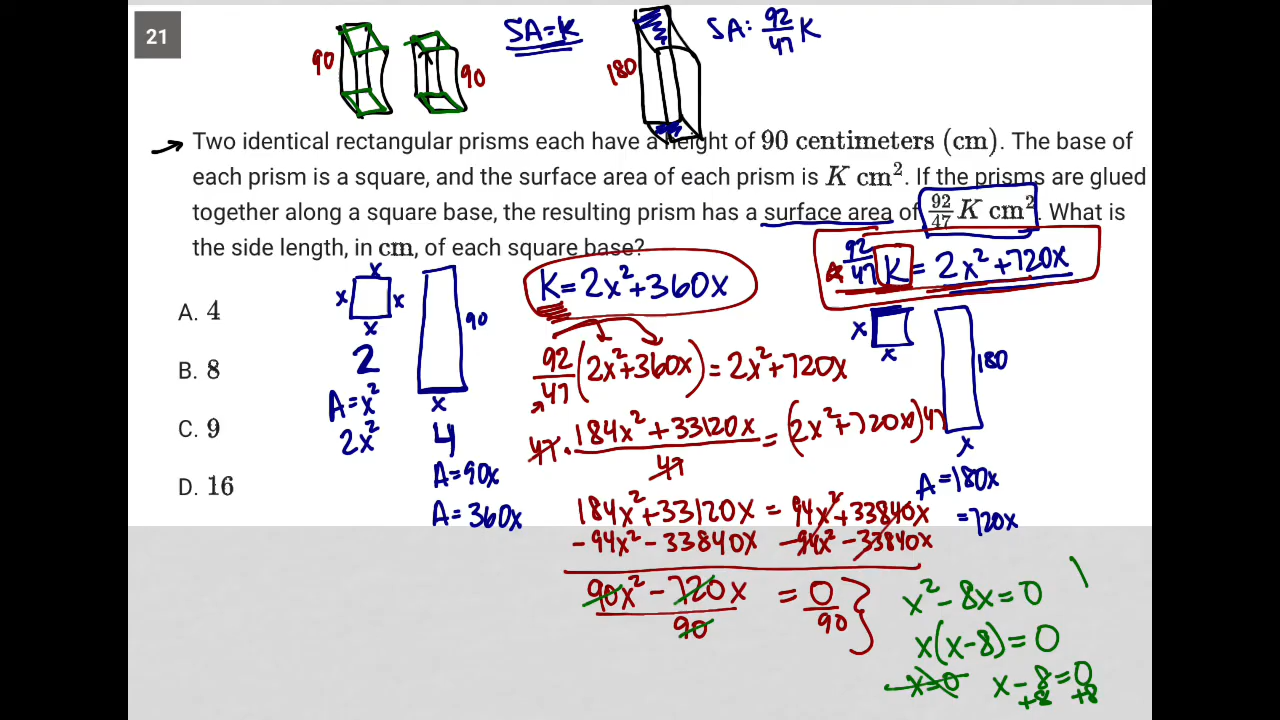 21
90
90
SA=K
180
SA: 92/47 K
Two identical rectangular prisms each have a height of 90 centimeters (cm). The base of
each prism is a square, and the surface area of each prism is K cm². If the prisms are glued
together along a square base, the resulting prism has a surface area of 92/47 K cm². What is
the side length, in cm, of each square base?
A. 4
B. 8
C. 9
D. 16
x
x
x
x
2
A=x²
2x²
90
x
4
A=90x
A=360x
K=2x²+360x
92/47 K = 2x²+720x
92/47 (2x²+360x) = 2x²+720x
47 · 184x²+33120x / 47 = (2x²+720x)47
184x²+33120x = 94x²+33840x
-94x² -33840x -94x² -33840x
90x² - 720x / 90 = 0 / 90
x
x
180
x
A=180x
=720x
x² - 8x = 0
x(x-8) = 0
x=0 x-8=0
+8 +8